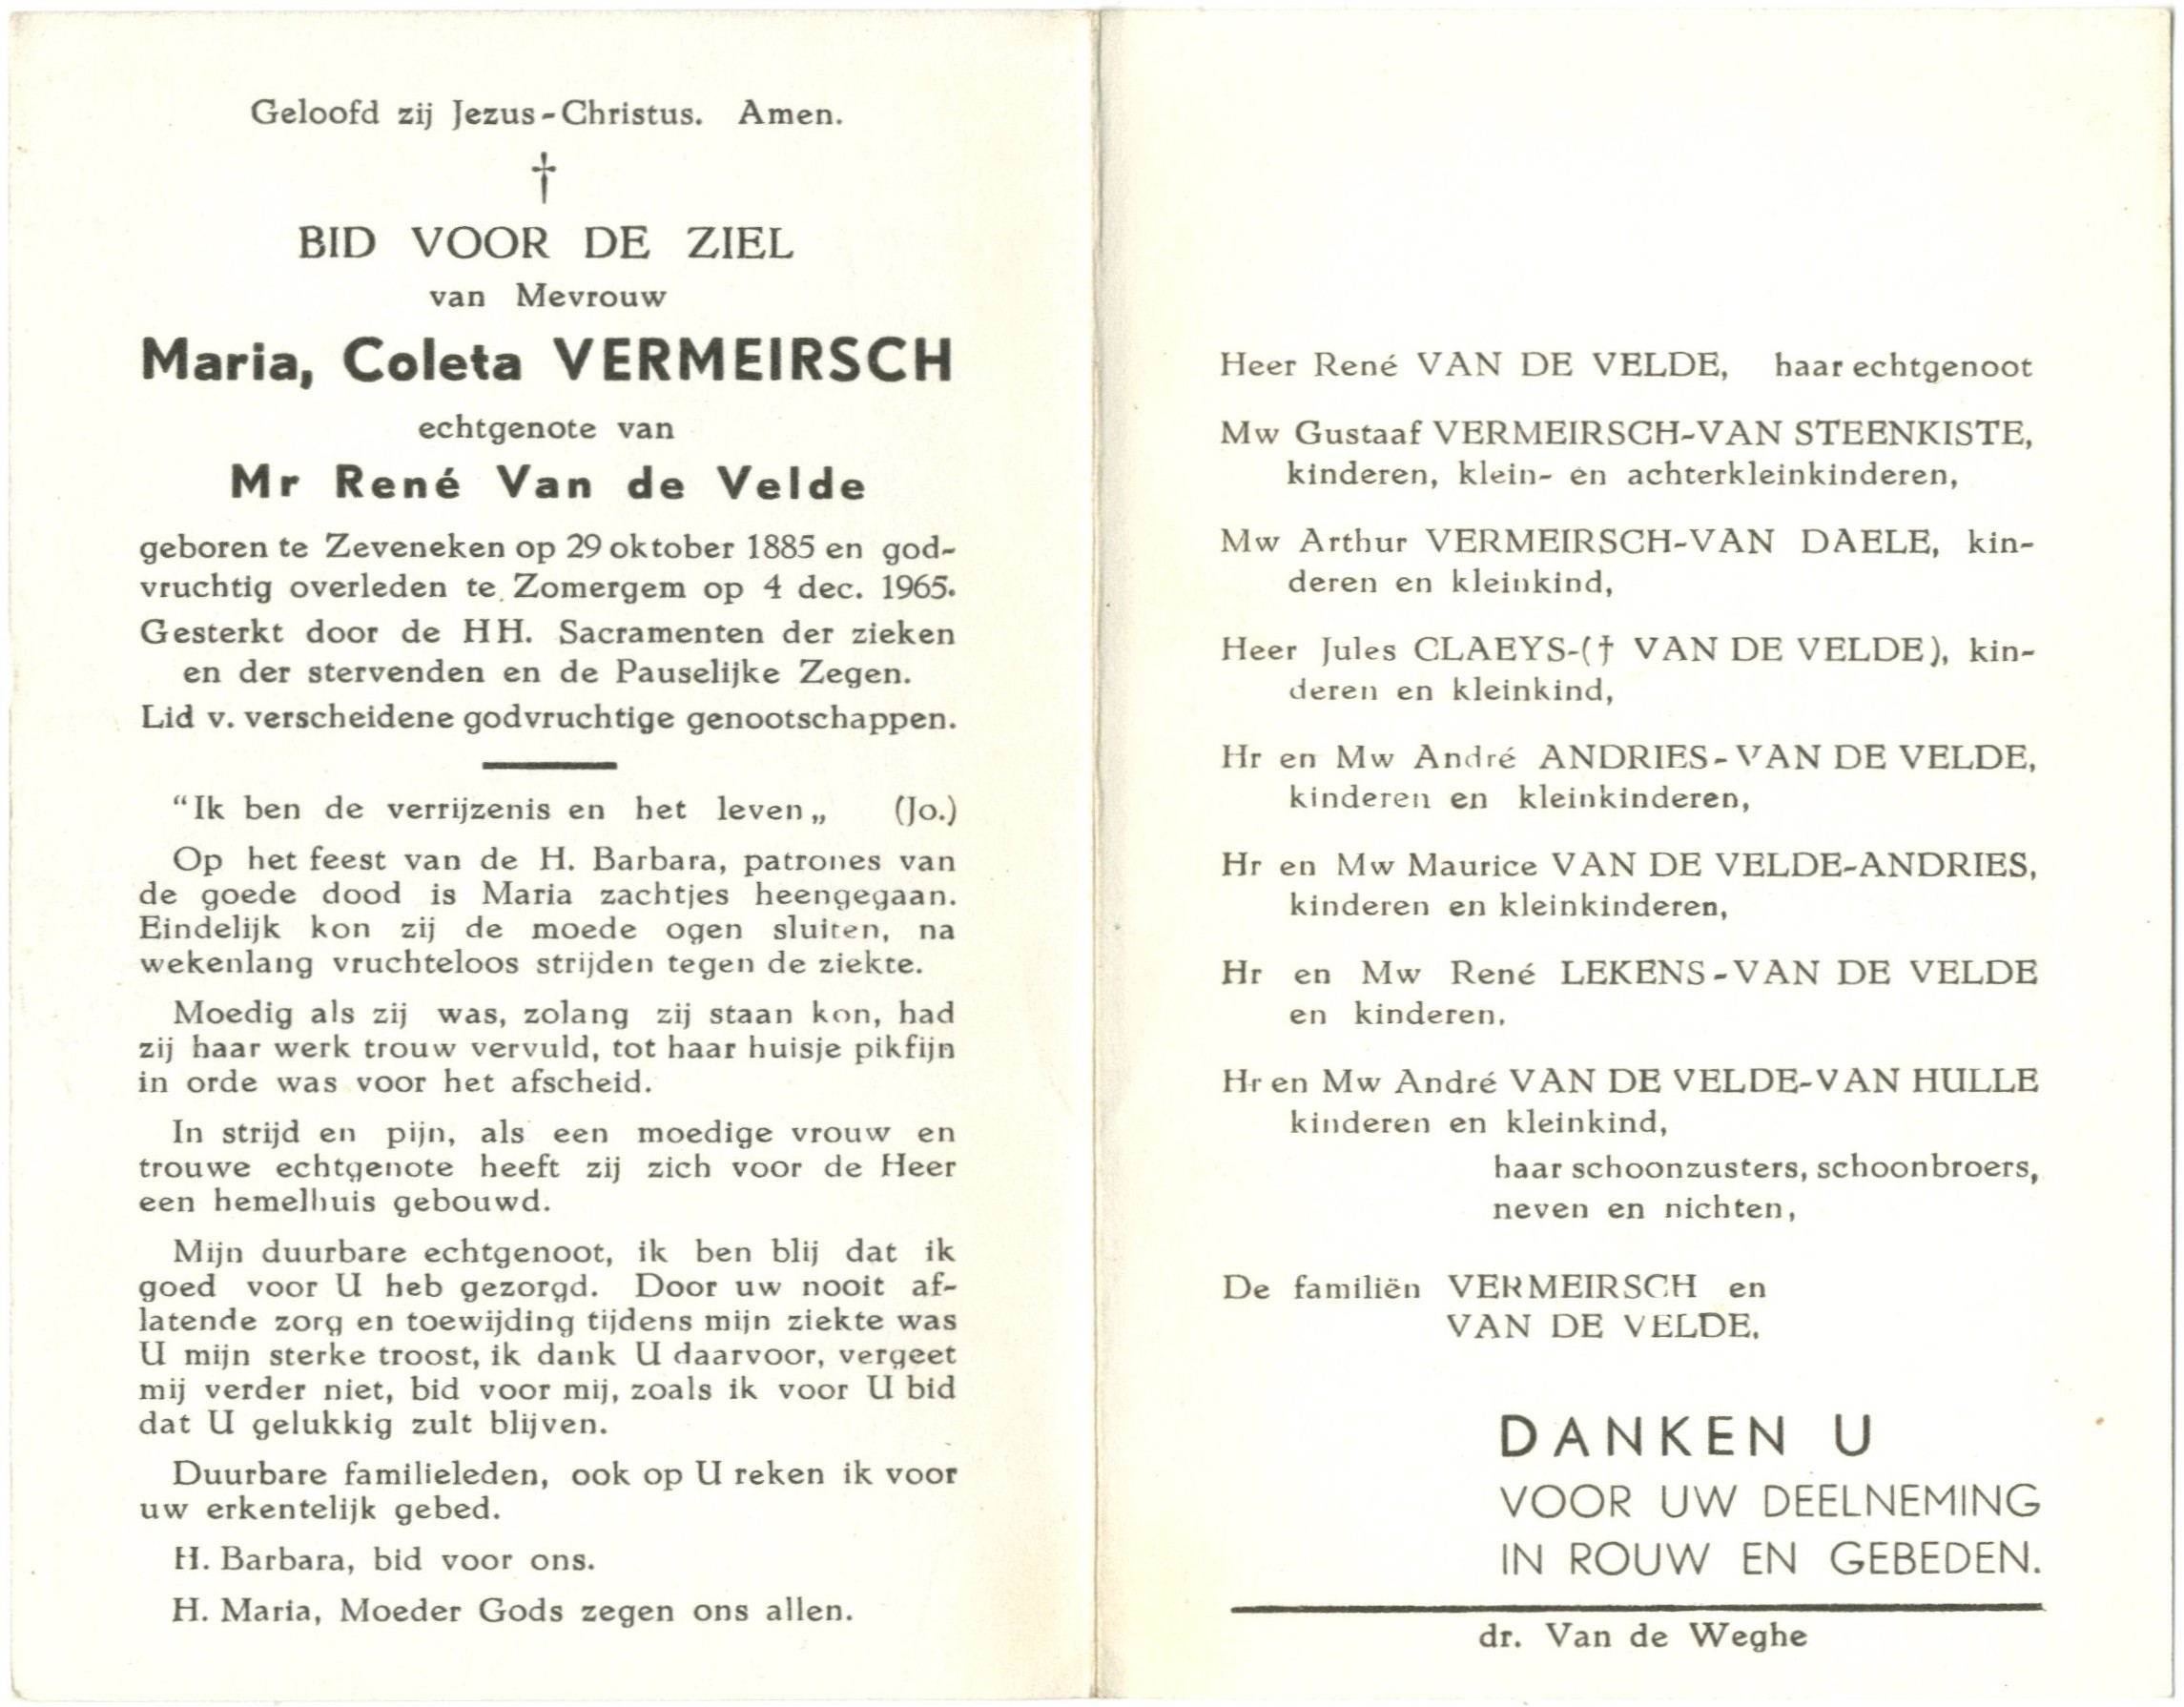 Geloofd zij Jezus-Christus. Amen.
†
BID VOOR DE ZIEL
van Mevrouw
Maria, Coleta VERMEIRSCH
echtgenote van
Mr René Van de Velde
geboren te Zeveneken op 29 oktober 1885 en god-
vruchtig overleden te Zomergem op 4 dec. 1965.
Gesterkt door de HH. Sacramenten der zieken
en der stervenden en de Pauselijke Zegen.
Lid v. verscheidene godvruchtige genootschappen.
“Ik ben de verrijzenis en het leven„ (Jo.)
Op het feest van de H. Barbara, patrones van
de goede dood is Maria zachtjes heengegaan.
Eindelijk kon zij de moede ogen sluiten, na
wekenlang vruchteloos strijden tegen de ziekte.
Moedig als zij was, zolang zij staan kon, had
zij haar werk trouw vervuld, tot haar huisje pikfijn
in orde was voor het afscheid.
In strijd en pijn, als een moedige vrouw en
trouwe echtgenote heeft zij zich voor de Heer
een hemelhuis gebouwd.
Mijn duurbare echtgenoot, ik ben blij dat ik
goed voor U heb gezorgd. Door uw nooit af-
latende zorg en toewijding tijdens mijn ziekte was
U mijn sterke troost, ik dank U daarvoor, vergeet
mij verder niet, bid voor mij, zoals ik voor U bid
dat U gelukkig zult blijven.
Duurbare familieleden, ook op U reken ik voor
uw erkentelijk gebed.
H. Barbara, bid voor ons.
H. Maria, Moeder Gods zegen ons allen.
Heer René VAN DE VELDE, haar echtgenoot
Mw Gustaaf VERMEIRSCH-VAN STEENKISTE,
kinderen, klein- en achterkleinkinderen,
Mw Arthur VERMEIRSCH-VAN DAELE, kin-
deren en kleinkind,
Heer Jules CLAEYS-(† VAN DE VELDE), kin-
deren en kleinkind,
Hr en Mw André ANDRIES-VAN DE VELDE,
kinderen en kleinkinderen,
Hr en Mw Maurice VAN DE VELDE-ANDRIES,
kinderen en kleinkinderen,
Hr en Mw René LEKENS-VAN DE VELDE
en kinderen,
Hr en Mw André VAN DE VELDE-VAN HULLE
kinderen en kleinkind,
haar schoonzusters, schoonbroers,
neven en nichten,
De familiën VERMEIRSCH en
VAN DE VELDE.
DANKEN U
VOOR UW DEELNEMING
IN ROUW EN GEBEDEN.
dr. Van de Weghe